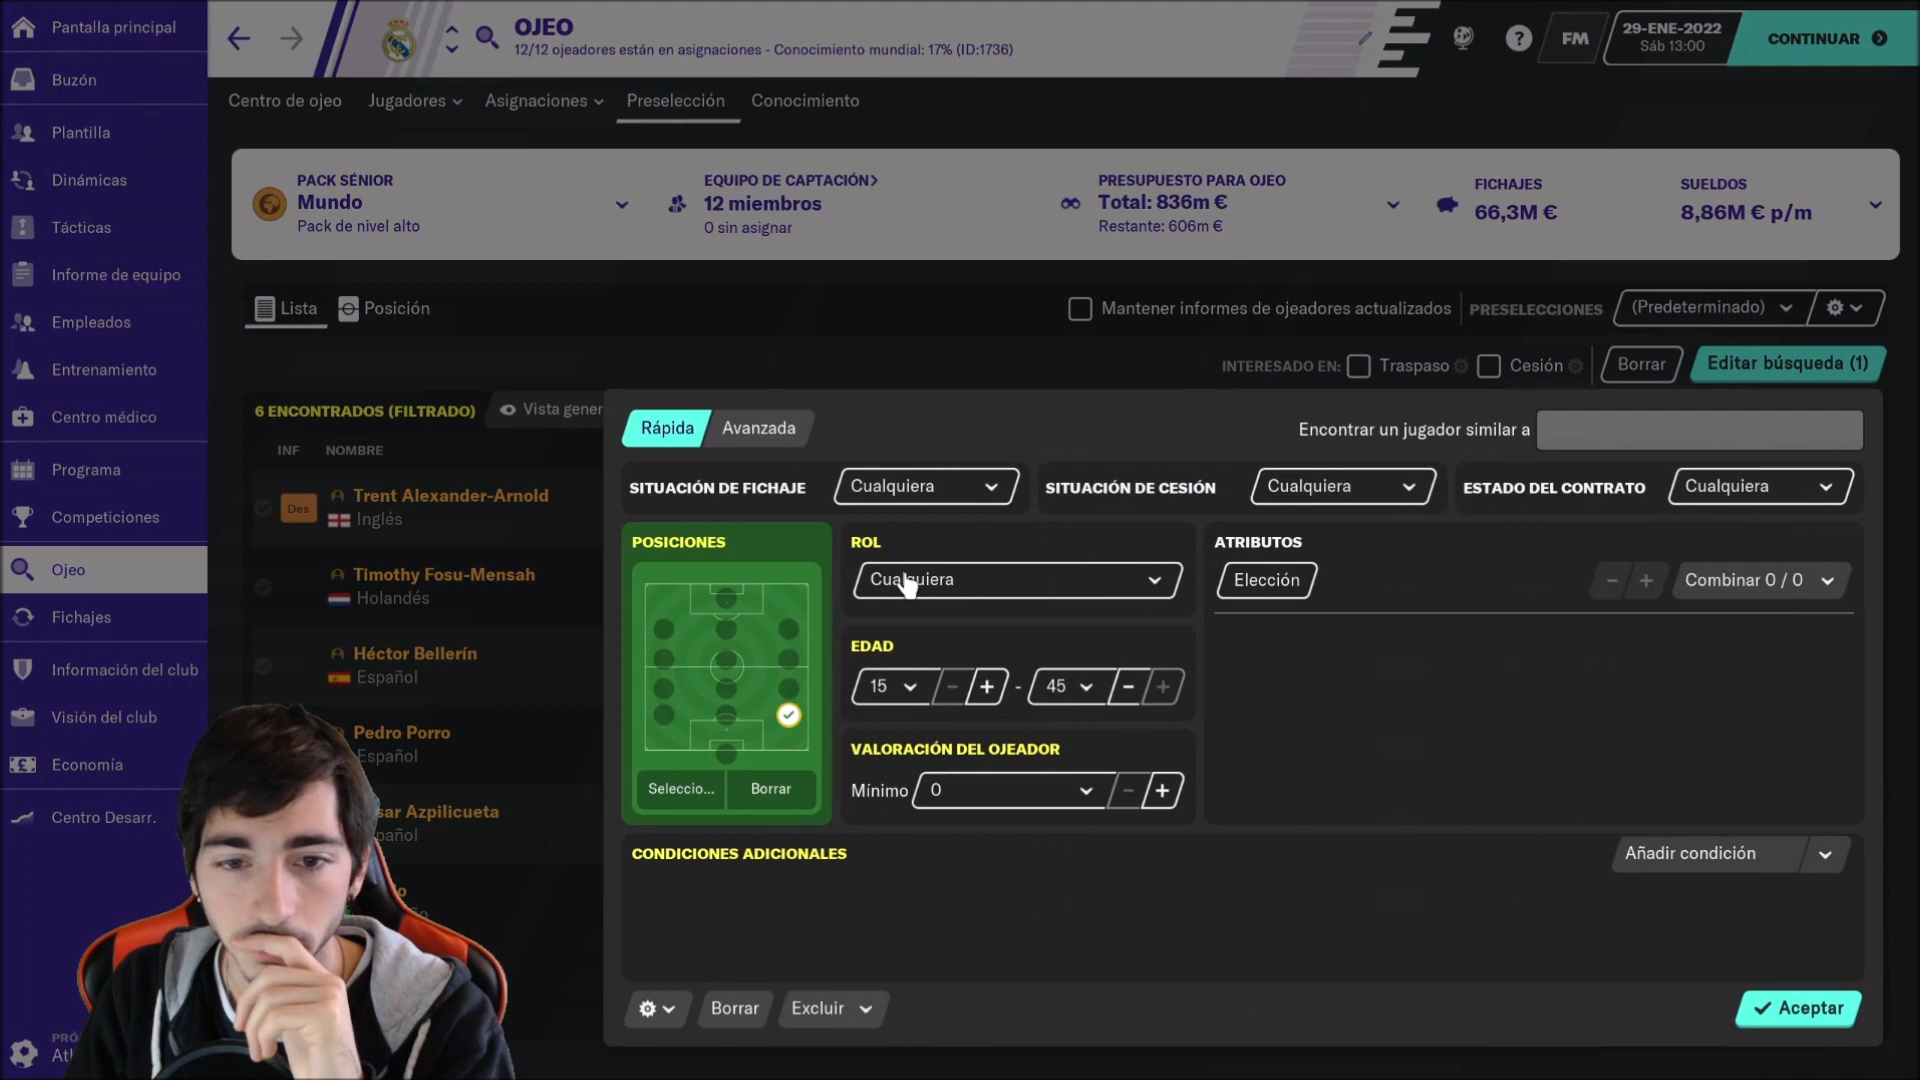 Pantalla principal
Buzón
Plantilla
Dinámicas
Tácticas
Informe de equipo
Empleados
Entrenamiento
Centro médico
Programa
Competiciones
Ojeo
Fichajes
Información del club
Visión del club
Economía
Centro Desarr.
OJEO
12/12 ojeadores están en asignaciones - Conocimiento mundial: 17% (ID:1736)
?
FM
29-ENE-2022
Sáb 13:00
CONTINUAR
Centro de ojeo
Jugadores
Asignaciones
Preselección
Conocimiento
PACK SÉNIOR
Mundo
Pack de nivel alto
EQUIPO DE CAPTACIÓN>
12 miembros
0 sin asignar
PRESUPUESTO PARA OJEO
Total: 836m €
Restante: 606m €
FICHAJES
66,3M €
SUELDOS
8,86M € p/m
Lista
Posición
Mantener informes de ojeadores actualizados
PRESELECCIONES
(Predeterminado)
INTERESADO EN:
Traspaso
Cesión
Borrar
Editar búsqueda (1)
6 ENCONTRADOS (FILTRADO)
Vista gener
INF
NOMBRE
Des
Trent Alexander-Arnold
Inglés
Timothy Fosu-Mensah
Holandés
Héctor Bellerín
Español
Pedro Porro
Español
sar Azpilicueta
pañol
Rápida
Avanzada
Encontrar un jugador similar a
SITUACIÓN DE FICHAJE
Cualquiera
SITUACIÓN DE CESIÓN
Cualquiera
ESTADO DEL CONTRATO
Cualquiera
POSICIONES
Seleccio...
Borrar
ROL
Cualquiera
EDAD
15
-
+
-
45
-
+
VALORACIÓN DEL OJEADOR
Mínimo
0
-
+
ATRIBUTOS
Elección
-
+
Combinar 0 / 0
CONDICIONES ADICIONALES
Añadir condición
Borrar
Excluir
Aceptar